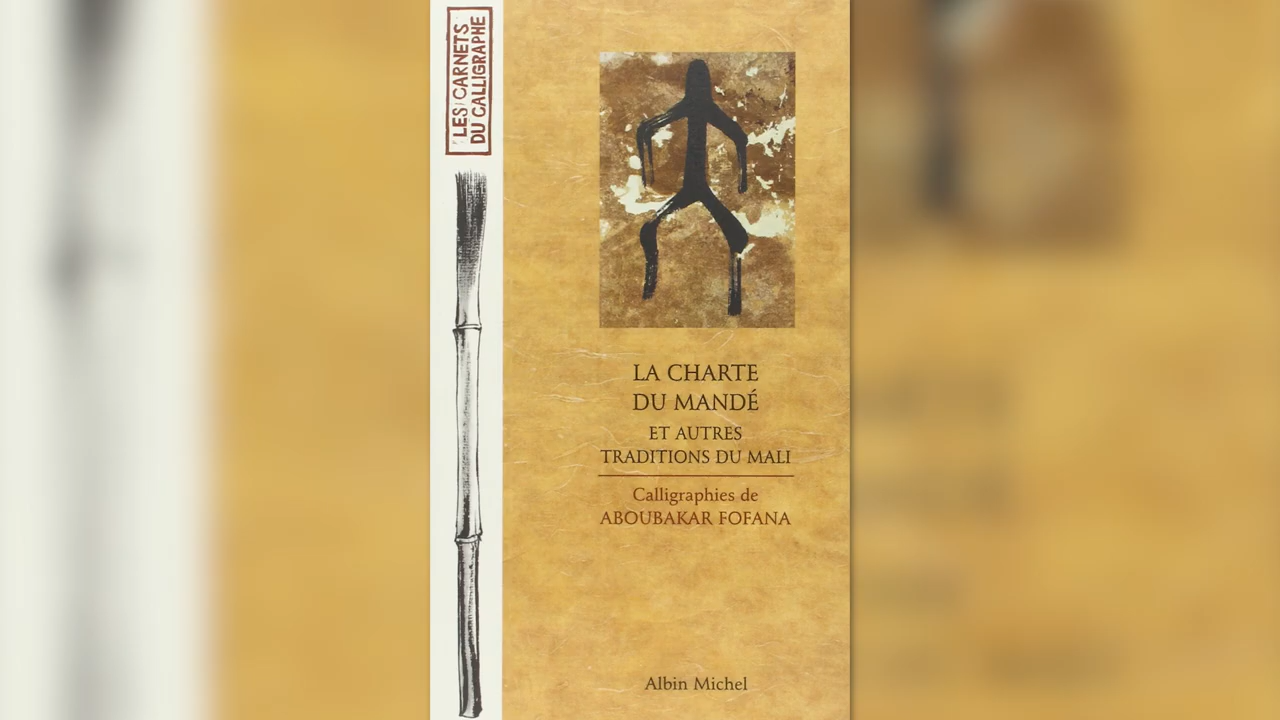 LES CARNETS
DU CALLIGRAPHE
LA CHARTE
DU MANDÉ
ET AUTRES
TRADITIONS DU MALI
Calligraphies de
ABOUBAKAR FOFANA
Albin Michel